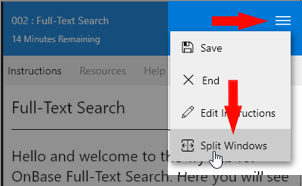 002 : Full-Text Search
14 Minutes Remaining
Instructions Resources Help
Save
End
Edit Instructions
Split Windows
Full-Text Search
Hello and welcome to the
OnBase Full-Text Search. Here you will see